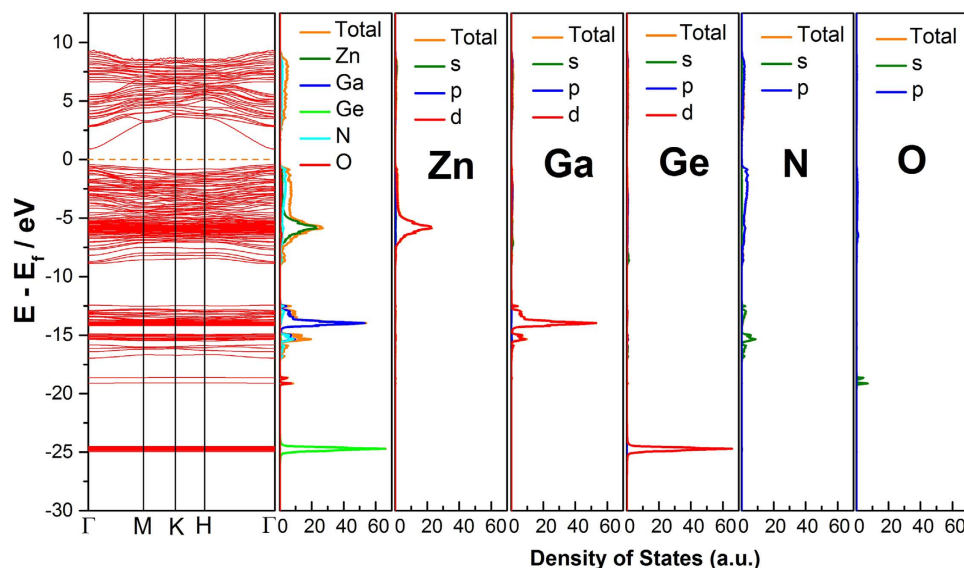 E - E_f / eV
10
5
0
-5
-10
-15
-20
-25
-30
Γ M K H Γ
Total
Zn
Ga
Ge
N
O
0 20 40 60
Total
s
p
d
Zn
0 20 40 60
Total
s
p
d
Ga
0 20 40 60
Total
s
p
d
Ge
0 20 40 60
Total
s
p
N
0 20 40 60
Total
s
p
O
0 20 40 60
Density of States (a.u.)